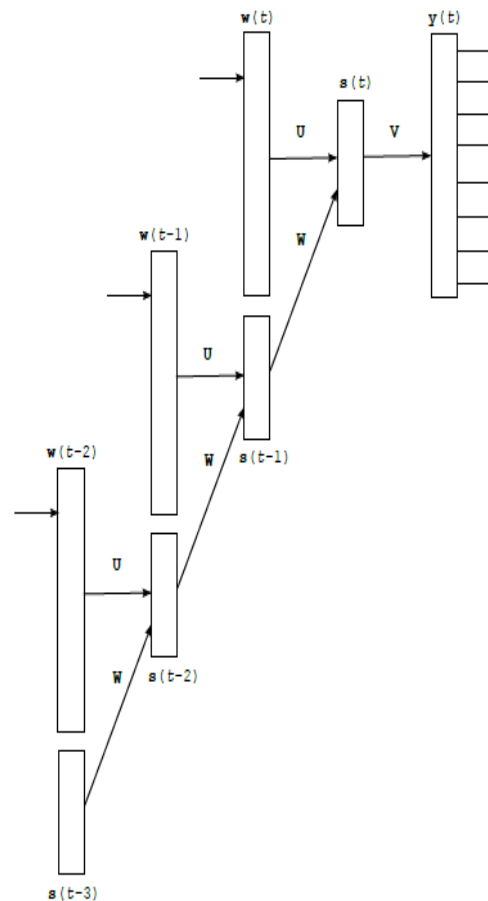 w(t)
y(t)
s(t)
U
V
W
w(t-1)
U
W
s(t-1)
w(t-2)
U
W
s(t-2)
s(t-3)